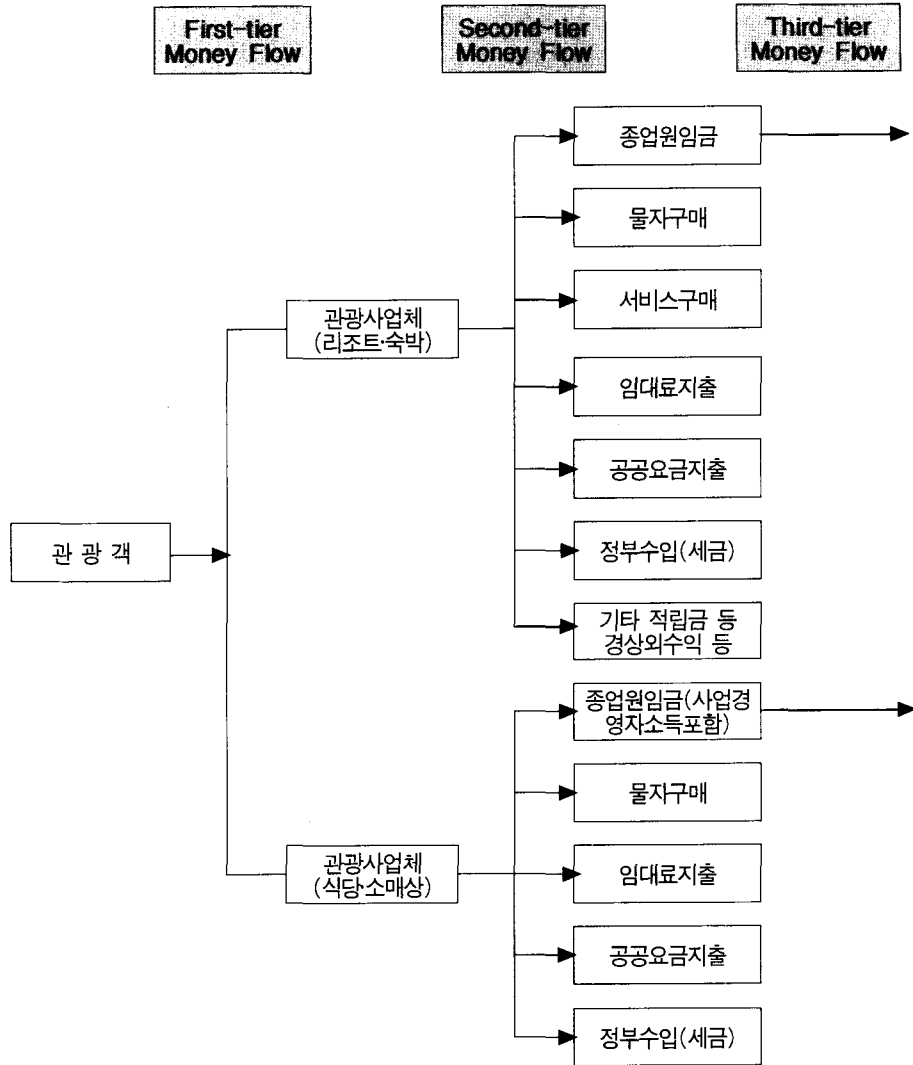 First-tier
Money Flow
Second-tier
Money Flow
Third-tier
Money Flow
종업원임금
물자구매
서비스구매
관광사업체
(리조트·숙박)
임대료지출
공공요금지출
관 광 객
정부수입(세금)
기타 적립금 등
경상외수익 등
종업원임금(사업경
영자소득포함)
물자구매
관광사업체
(식당·소매상)
임대료지출
공공요금지출
정부수입(세금)